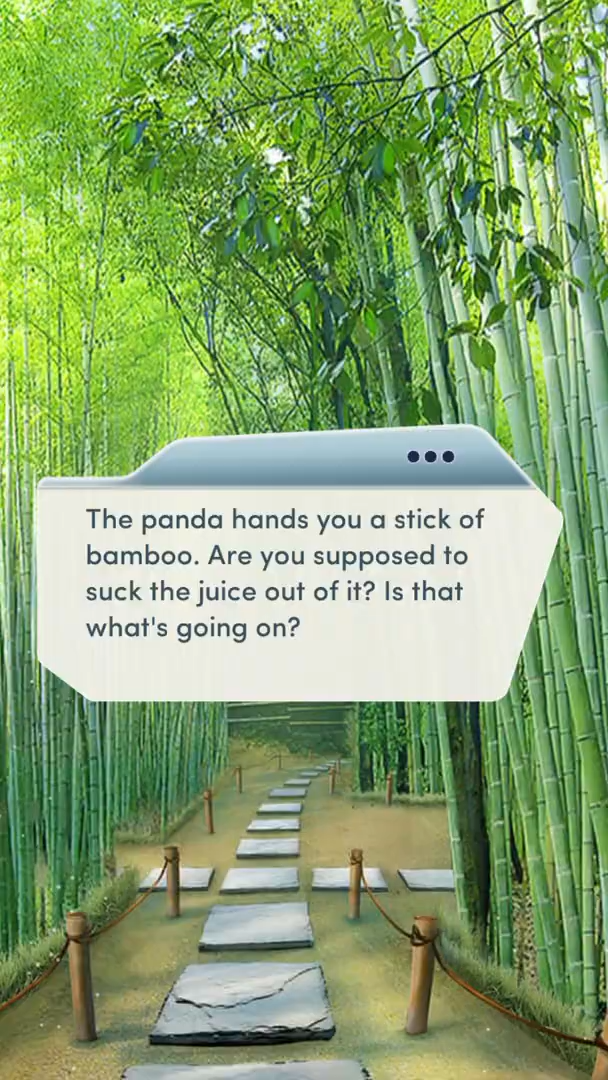 The panda hands you a stick of
bamboo. Are you supposed to
suck the juice out of it? Is that
what's going on?